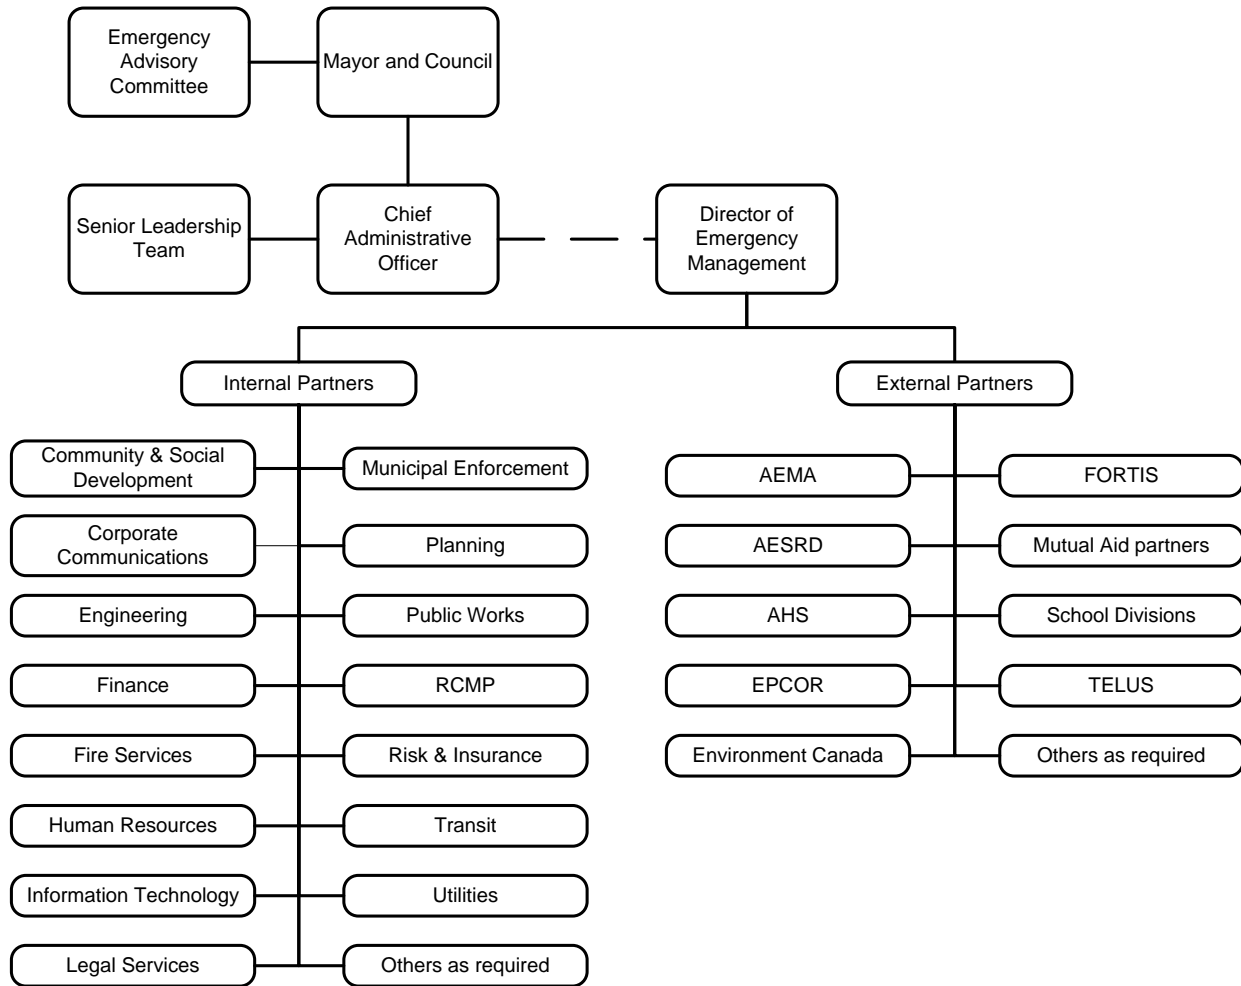 Emergency
Advisory
Committee
Mayor and Council
Senior Leadership
Team
Chief
Administrative
Officer
Director of
Emergency
Management
Internal Partners
External Partners
Community & Social
Development
Municipal Enforcement
Corporate
Communications
Planning
Engineering
Public Works
Finance
RCMP
Fire Services
Risk & Insurance
Human Resources
Transit
Information Technology
Utilities
Legal Services
Others as required
AEMA
FORTIS
AESRD
Mutual Aid partners
AHS
School Divisions
EPCOR
TELUS
Environment Canada
Others as required